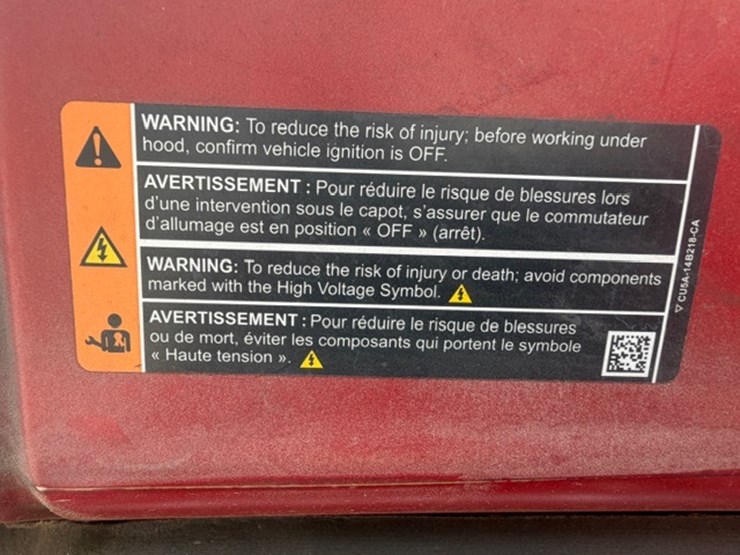 WARNING: To reduce the risk of injury; before working under
hood, confirm vehicle ignition is OFF.
AVERTISSEMENT : Pour réduire le risque de blessures lors
d'une intervention sous le capot, s'assurer que le commutateur
d'allumage est en position « OFF » (arrêt).
WARNING: To reduce the risk of injury or death; avoid components
marked with the High Voltage Symbol.
AVERTISSEMENT : Pour réduire le risque de blessures
ou de mort, éviter les composants qui portent le symbole
« Haute tension ».
CU5A-14B218-CA